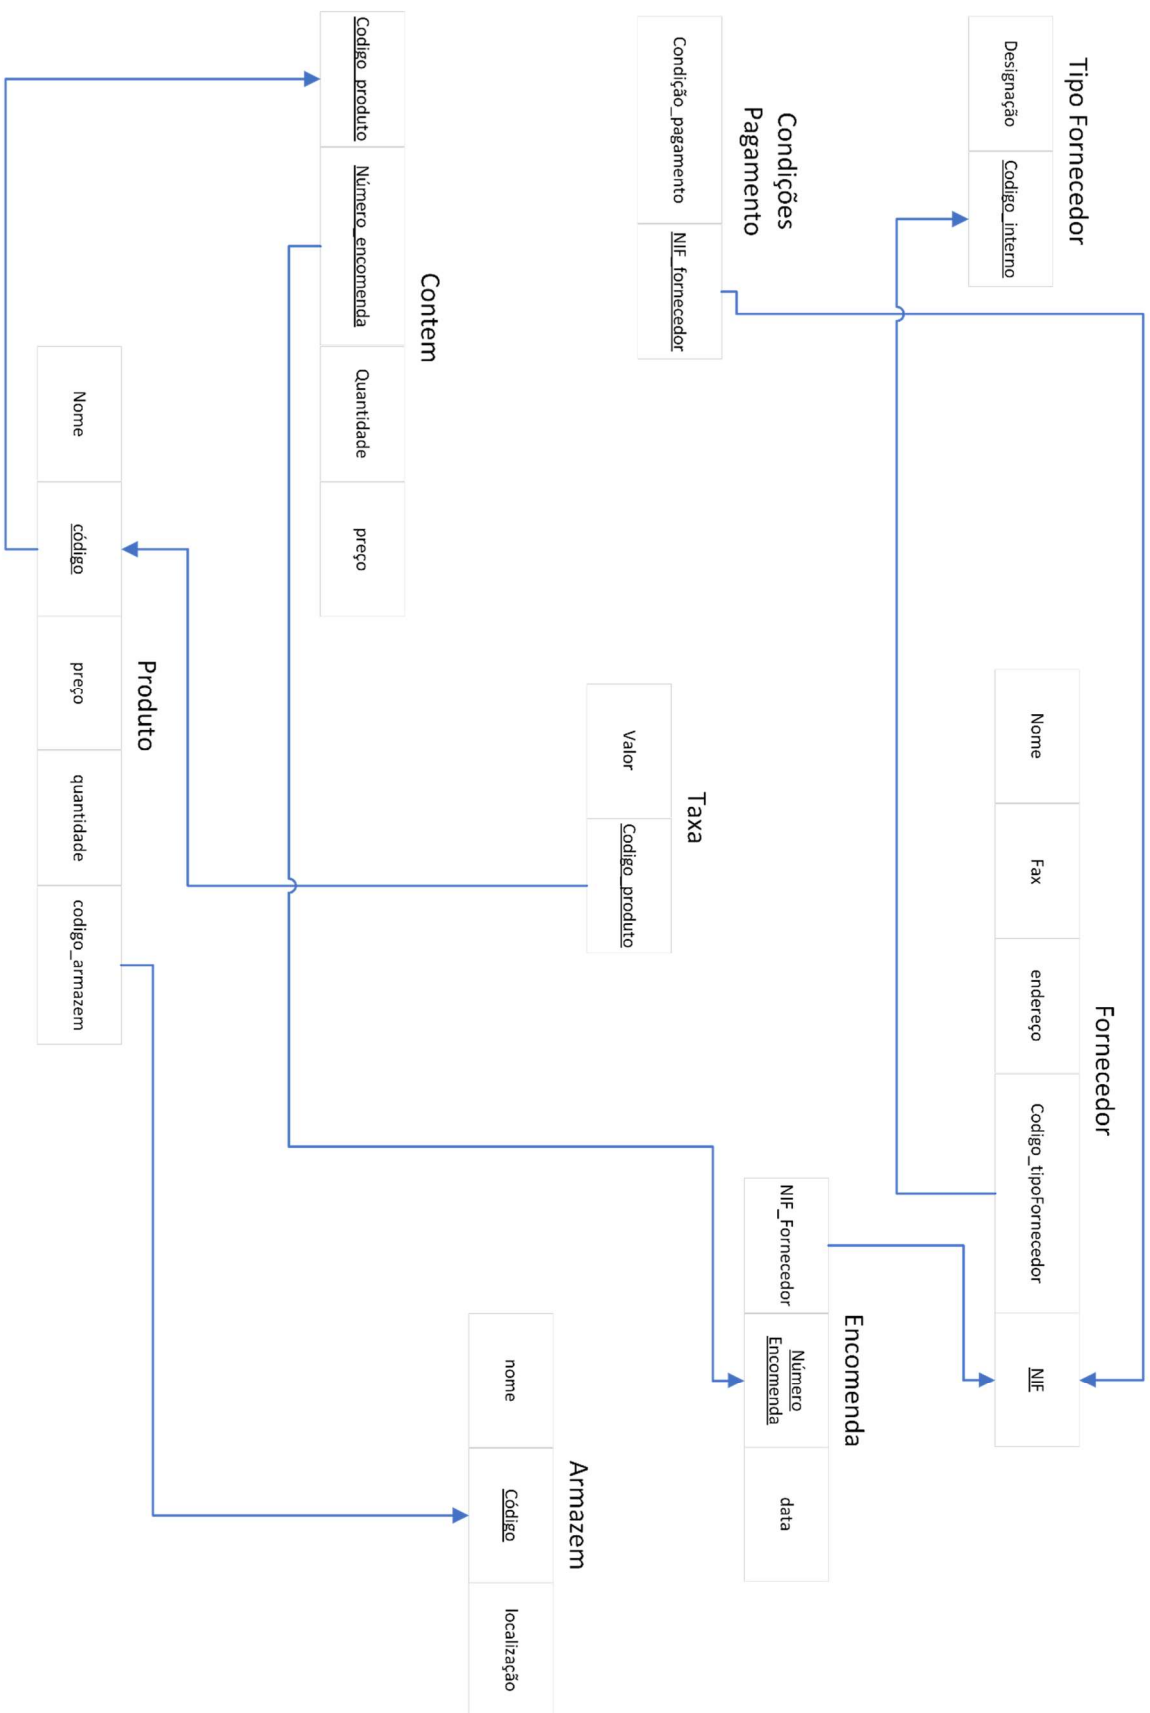 Tipo Fornecedor
Designação
Codigo_interno
Fornecedor
Nome
Fax
endereço
Codigo_tipoFornecedor
NIF
Condições
Pagamento
Condição_pagamento
NIF_fornecedor
Encomenda
NIF_Fornecedor
Número
Encomenda
data
Taxa
Valor
Codigo_produto
Armazem
nome
Código
localização
Contem
Codigo_produto
Número_encomenda
Quantidade
preço
Produto
Nome
código
preço
quantidade
codigo_armazem